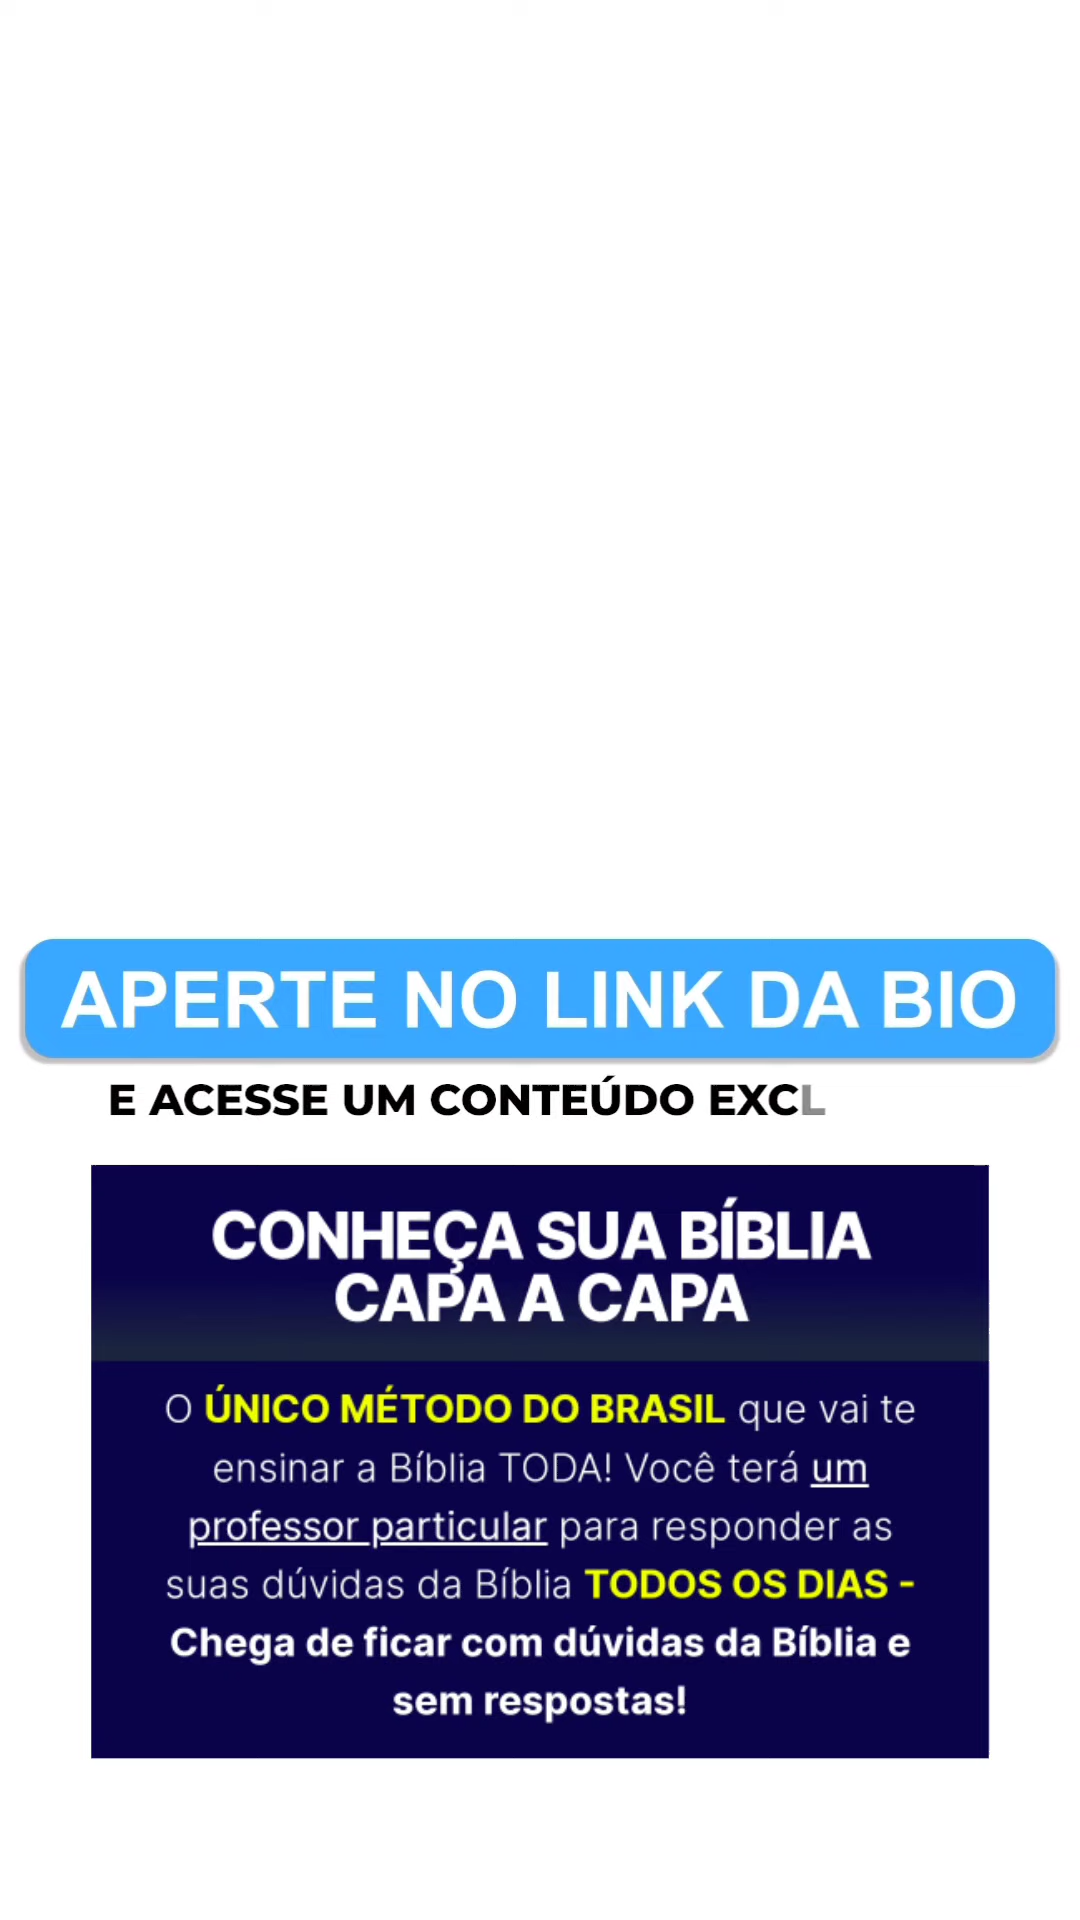 APERTE NO LINK DA BIO
E ACESSE UM CONTEÚDO EXCL
CONHEÇA SUA BÍBLIA
CAPA A CAPA
O ÚNICO MÉTODO DO BRASIL que vai te
ensinar a Bíblia TODA! Você terá um
professor particular para responder as
suas dúvidas da Bíblia TODOS OS DIAS -
Chega de ficar com dúvidas da Bíblia e
sem respostas!